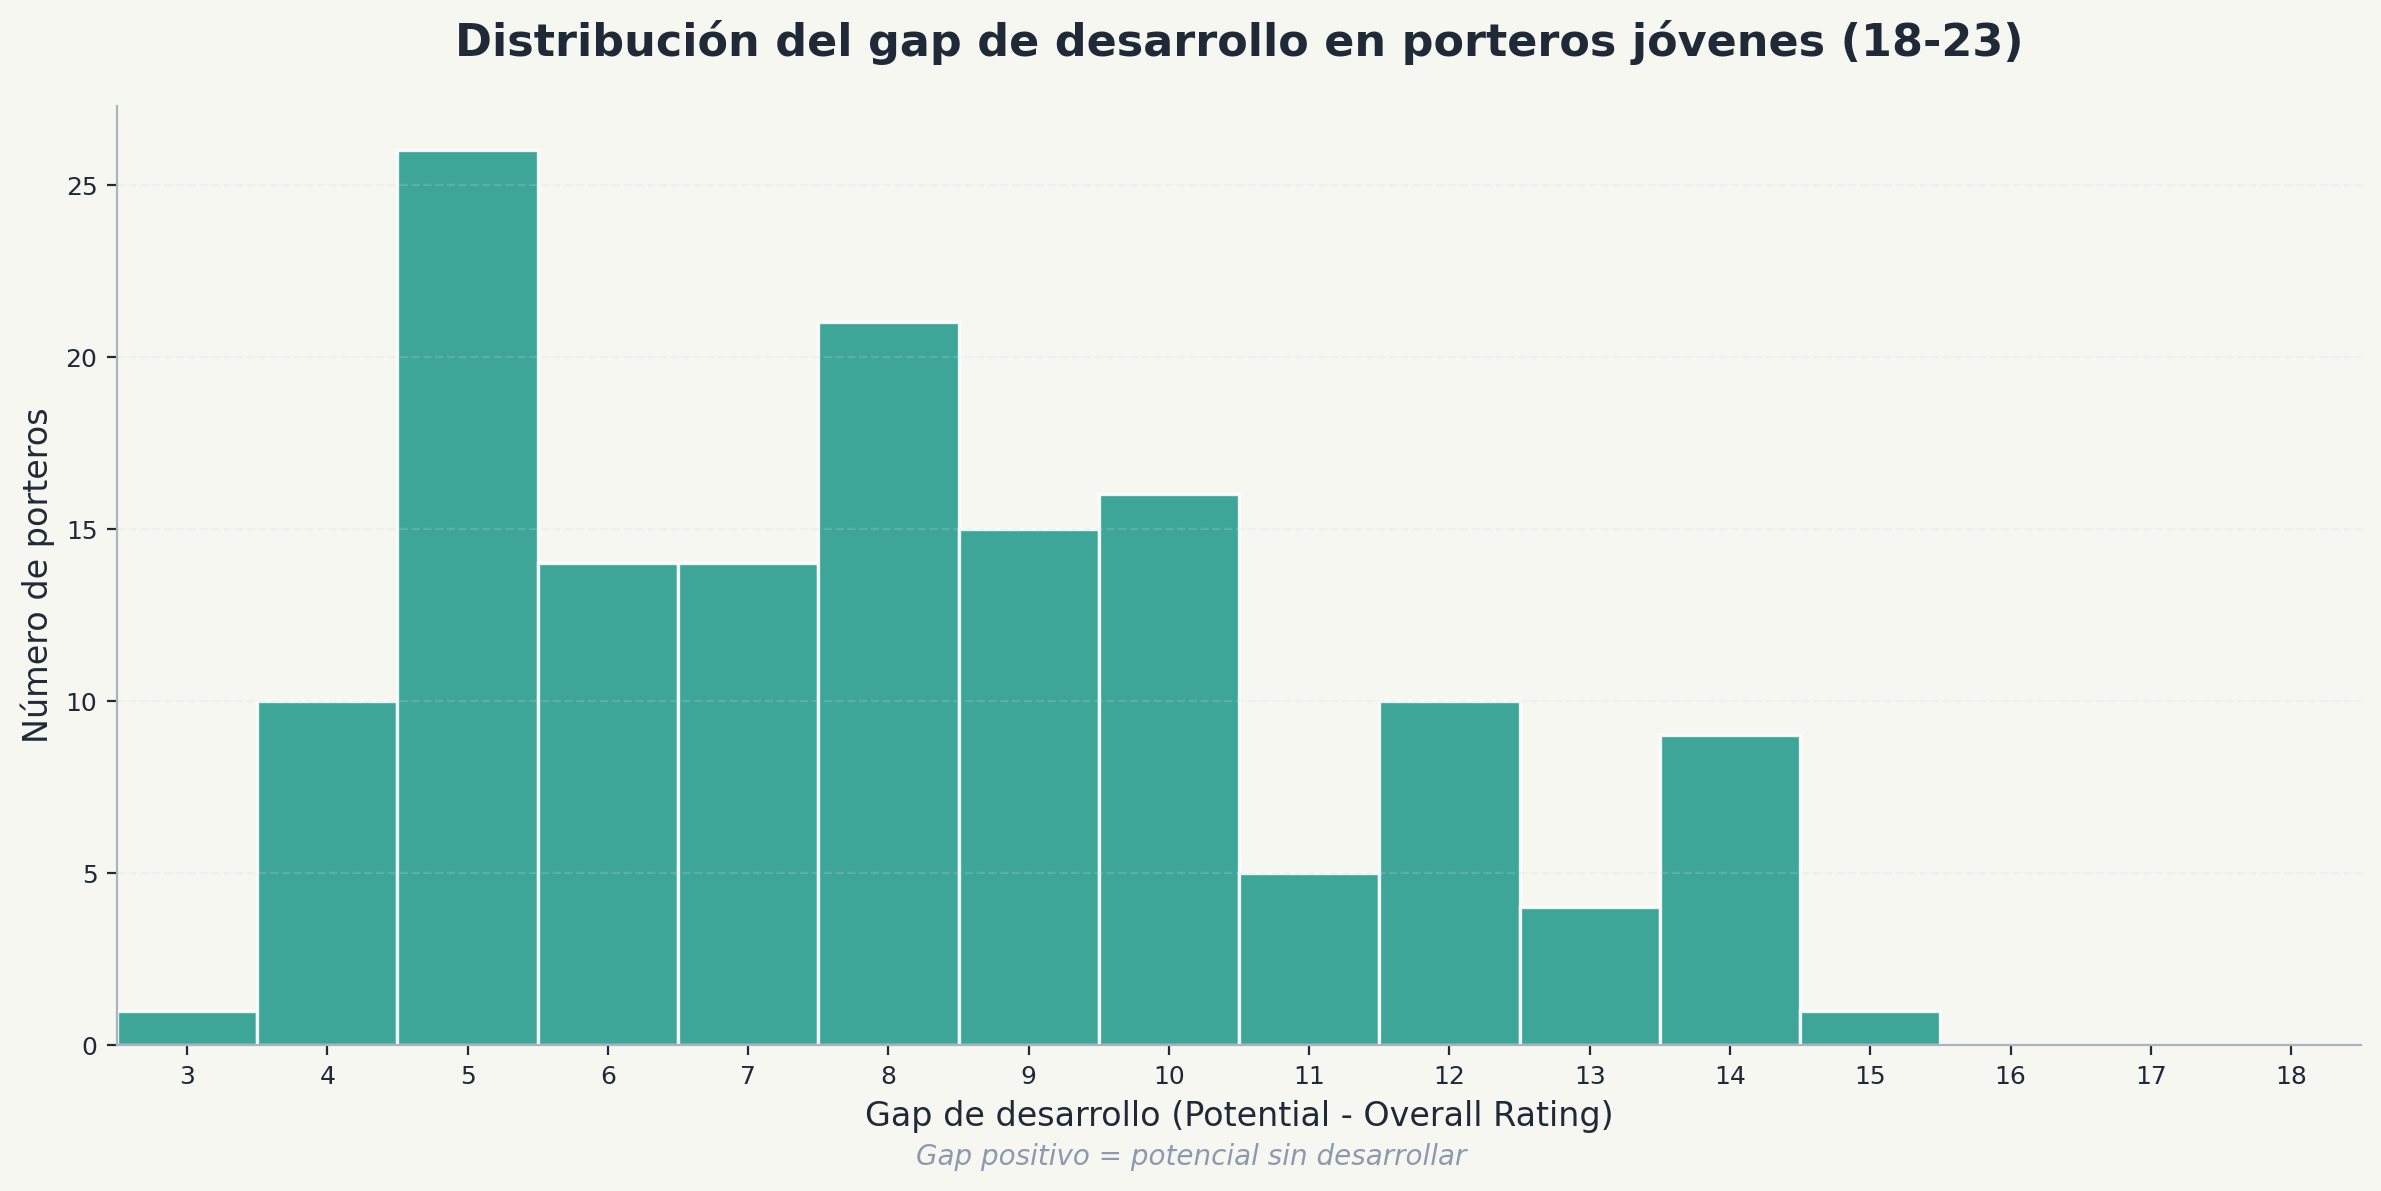 Distribución del gap de desarrollo en porteros jóvenes (18-23)
Número de porteros
25
20
15
10
5
0
3 4 5 6 7 8 9 10 11 12 13 14 15 16 17 18
Gap de desarrollo (Potential - Overall Rating)
Gap positivo = potencial sin desarrollar